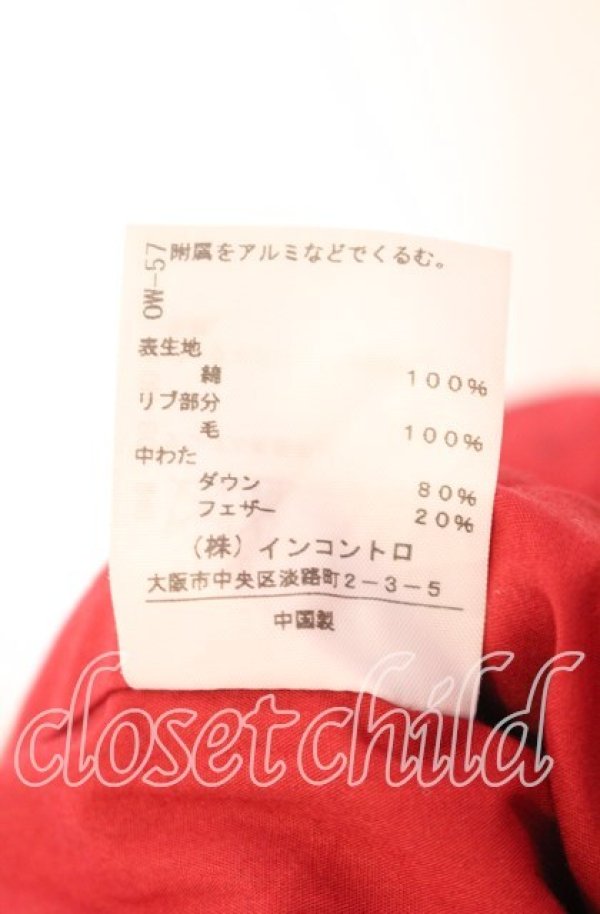 OW-57
附属をアルミなどでくるむ。
表生地
綿 100%
リブ部分
毛 100%
中わた
ダウン 80%
フェザー 20%
(株)インコントロ
大阪市中央区淡路町2-3-5
中国製
closetchild